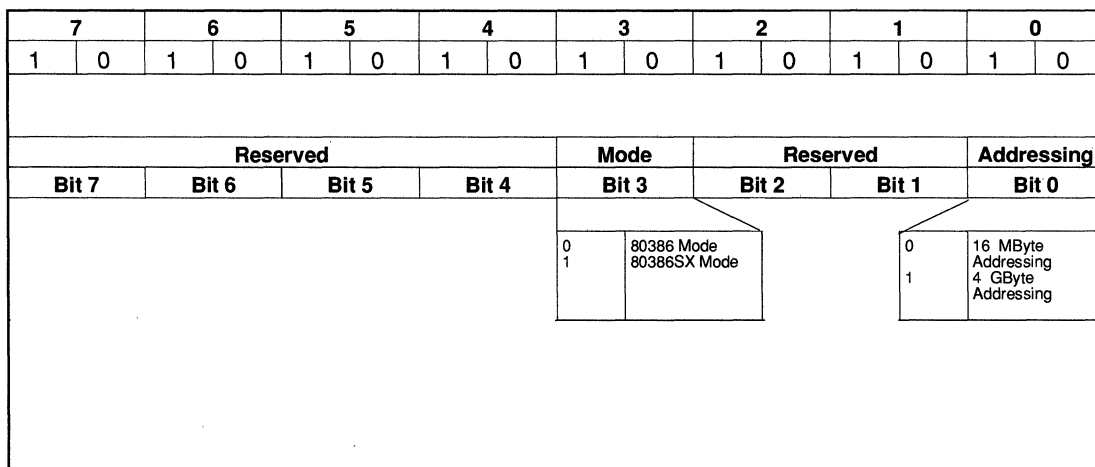 7 6 5 4 3 2 1 0
1 0 1 0 1 0 1 0 1 0 1 0 1 0 1 0
Reserved Mode Reserved Addressing
Bit 7 Bit 6 Bit 5 Bit 4 Bit 3 Bit 2 Bit 1 Bit 0
0 80386 Mode
1 80386SX Mode
0 16 MByte
Addressing
1 4 GByte
Addressing